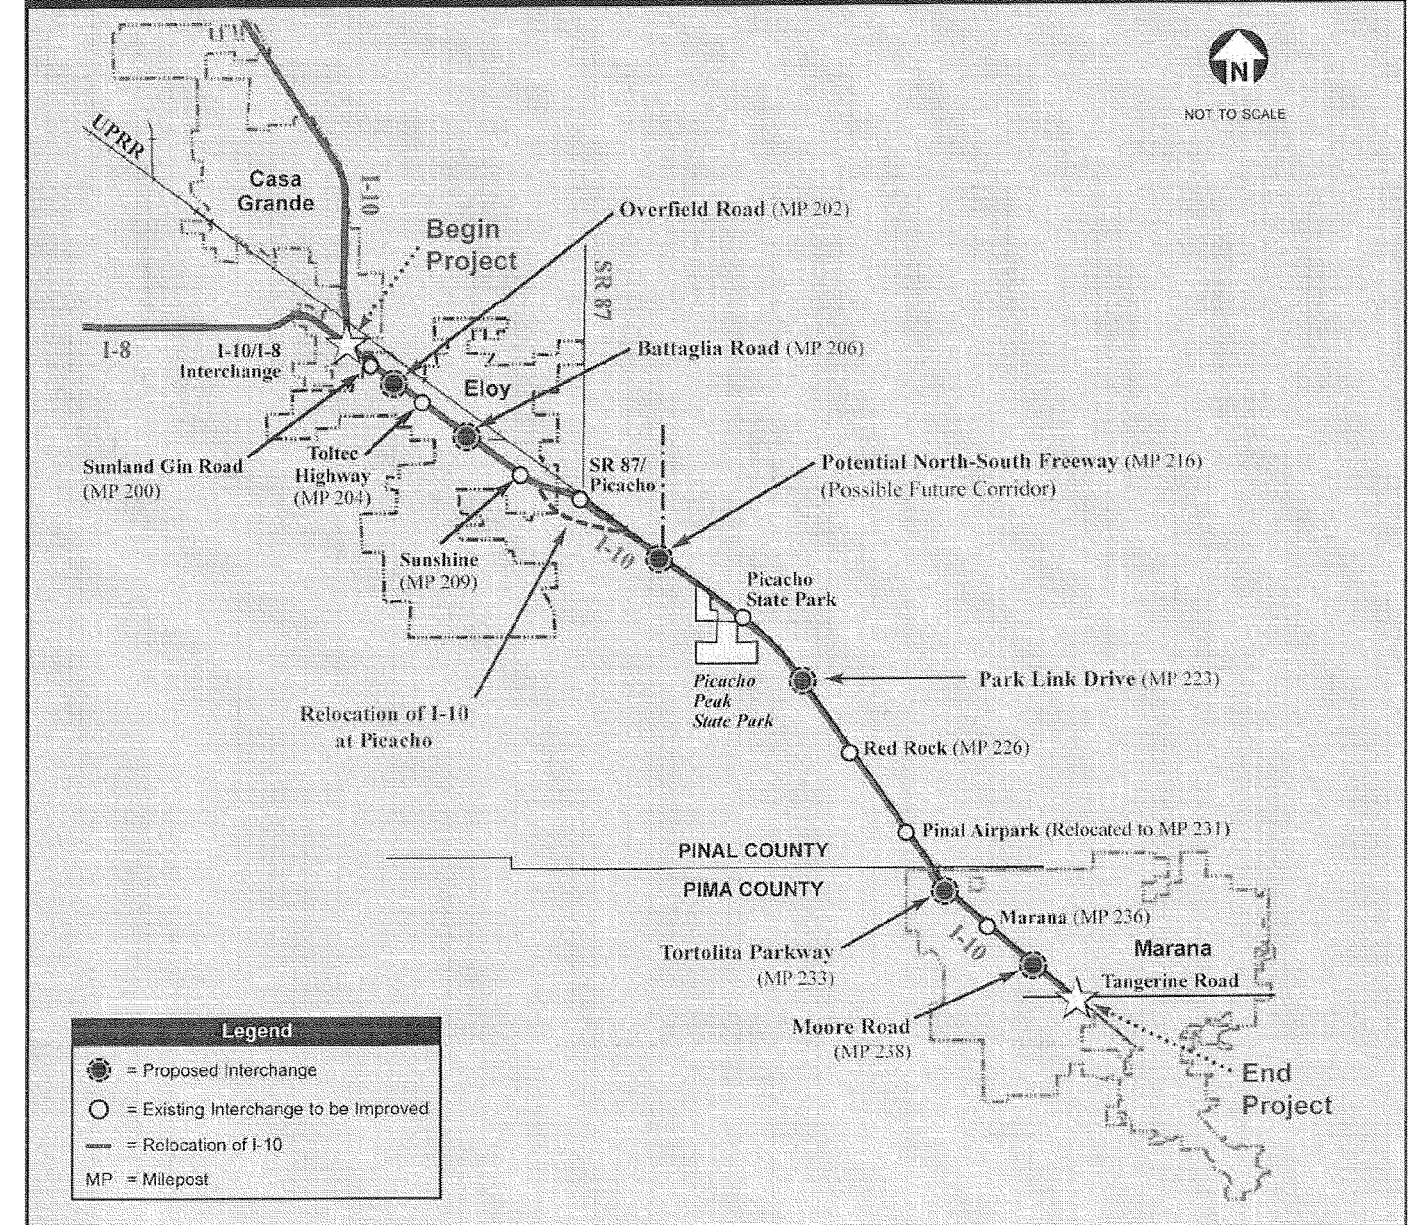 N
NOT TO SCALE
UPRR
Casa
Grande
I-10
Begin
Project
Overfield Road (MP 202)
SR 87
I-8
I-10/I-8
Interchange
Battaglia Road (MP 206)
Eloy
Sunland Gin Road
(MP 200)
Toltec
Highway
(MP 204)
SR 87/
Picacho
Potential North-South Freeway (MP 216)
(Possible Future Corridor)
Sunshine
(MP 209)
I-10
Picacho
State Park
Picacho
Peak
State Park
Park Link Drive (MP 223)
Relocation of I-10
at Picacho
Red Rock (MP 226)
Pinal Airpark (Relocated to MP 231)
PINAL COUNTY
PIMA COUNTY
Marana (MP 236)
I-10
Marana
Tortolita Parkway
(MP 233)
Tangerine Road
Moore Road
(MP 238)
End
Project
Legend
= Proposed Interchange
= Existing Interchange to be Improved
= Relocation of I-10
MP = Milepost